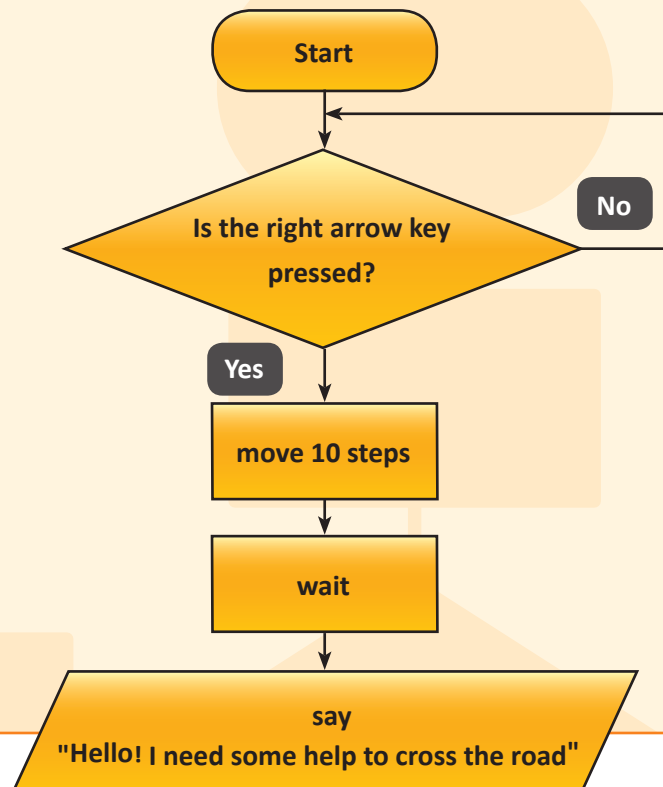 Start
Is the right arrow key
pressed?
No
Yes
move 10 steps
wait
say
"Hello! I need some help to cross the road"